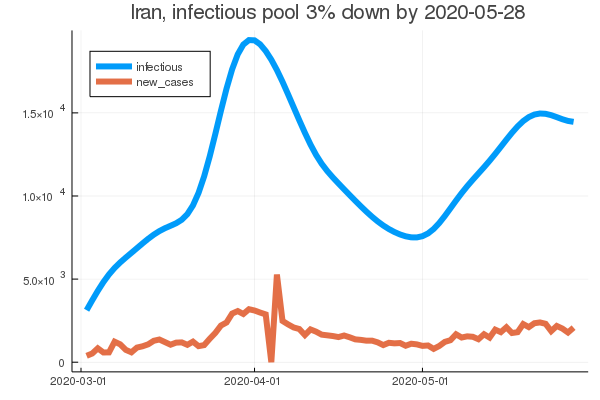 Iran, infectious pool 3% down by 2020-05-28
infectious
new_cases
1.5×10⁴
1.0×10⁴
5.0×10³
0
2020-03-01 2020-04-01 2020-05-01